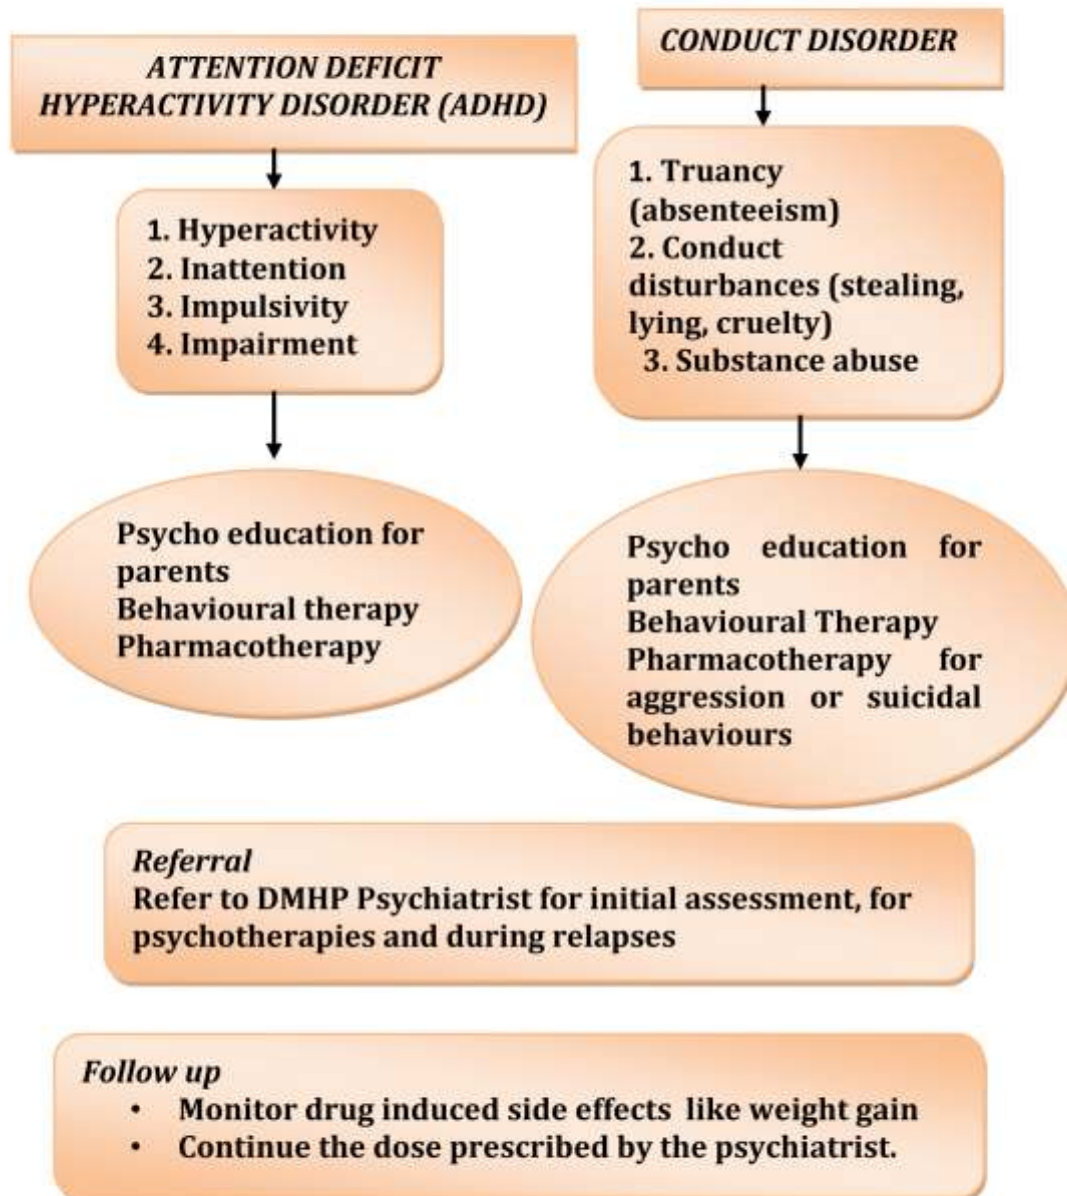 ATTENTION DEFICIT
HYPERACTIVITY DISORDER (ADHD)
1. Hyperactivity
2. Inattention
3. Impulsivity
4. Impairment
Psycho education for
parents
Behavioural therapy
Pharmacotherapy
CONDUCT DISORDER
1. Truancy
(absenteeism)
2. Conduct
disturbances (stealing,
lying, cruelty)
3. Substance abuse
Psycho education for
parents
Behavioural Therapy
Pharmacotherapy for
aggression or suicidal
behaviours
Referral
Refer to DMHP Psychiatrist for initial assessment, for
psychotherapies and during relapses
Follow up
• Monitor drug induced side effects like weight gain
• Continue the dose prescribed by the psychiatrist.